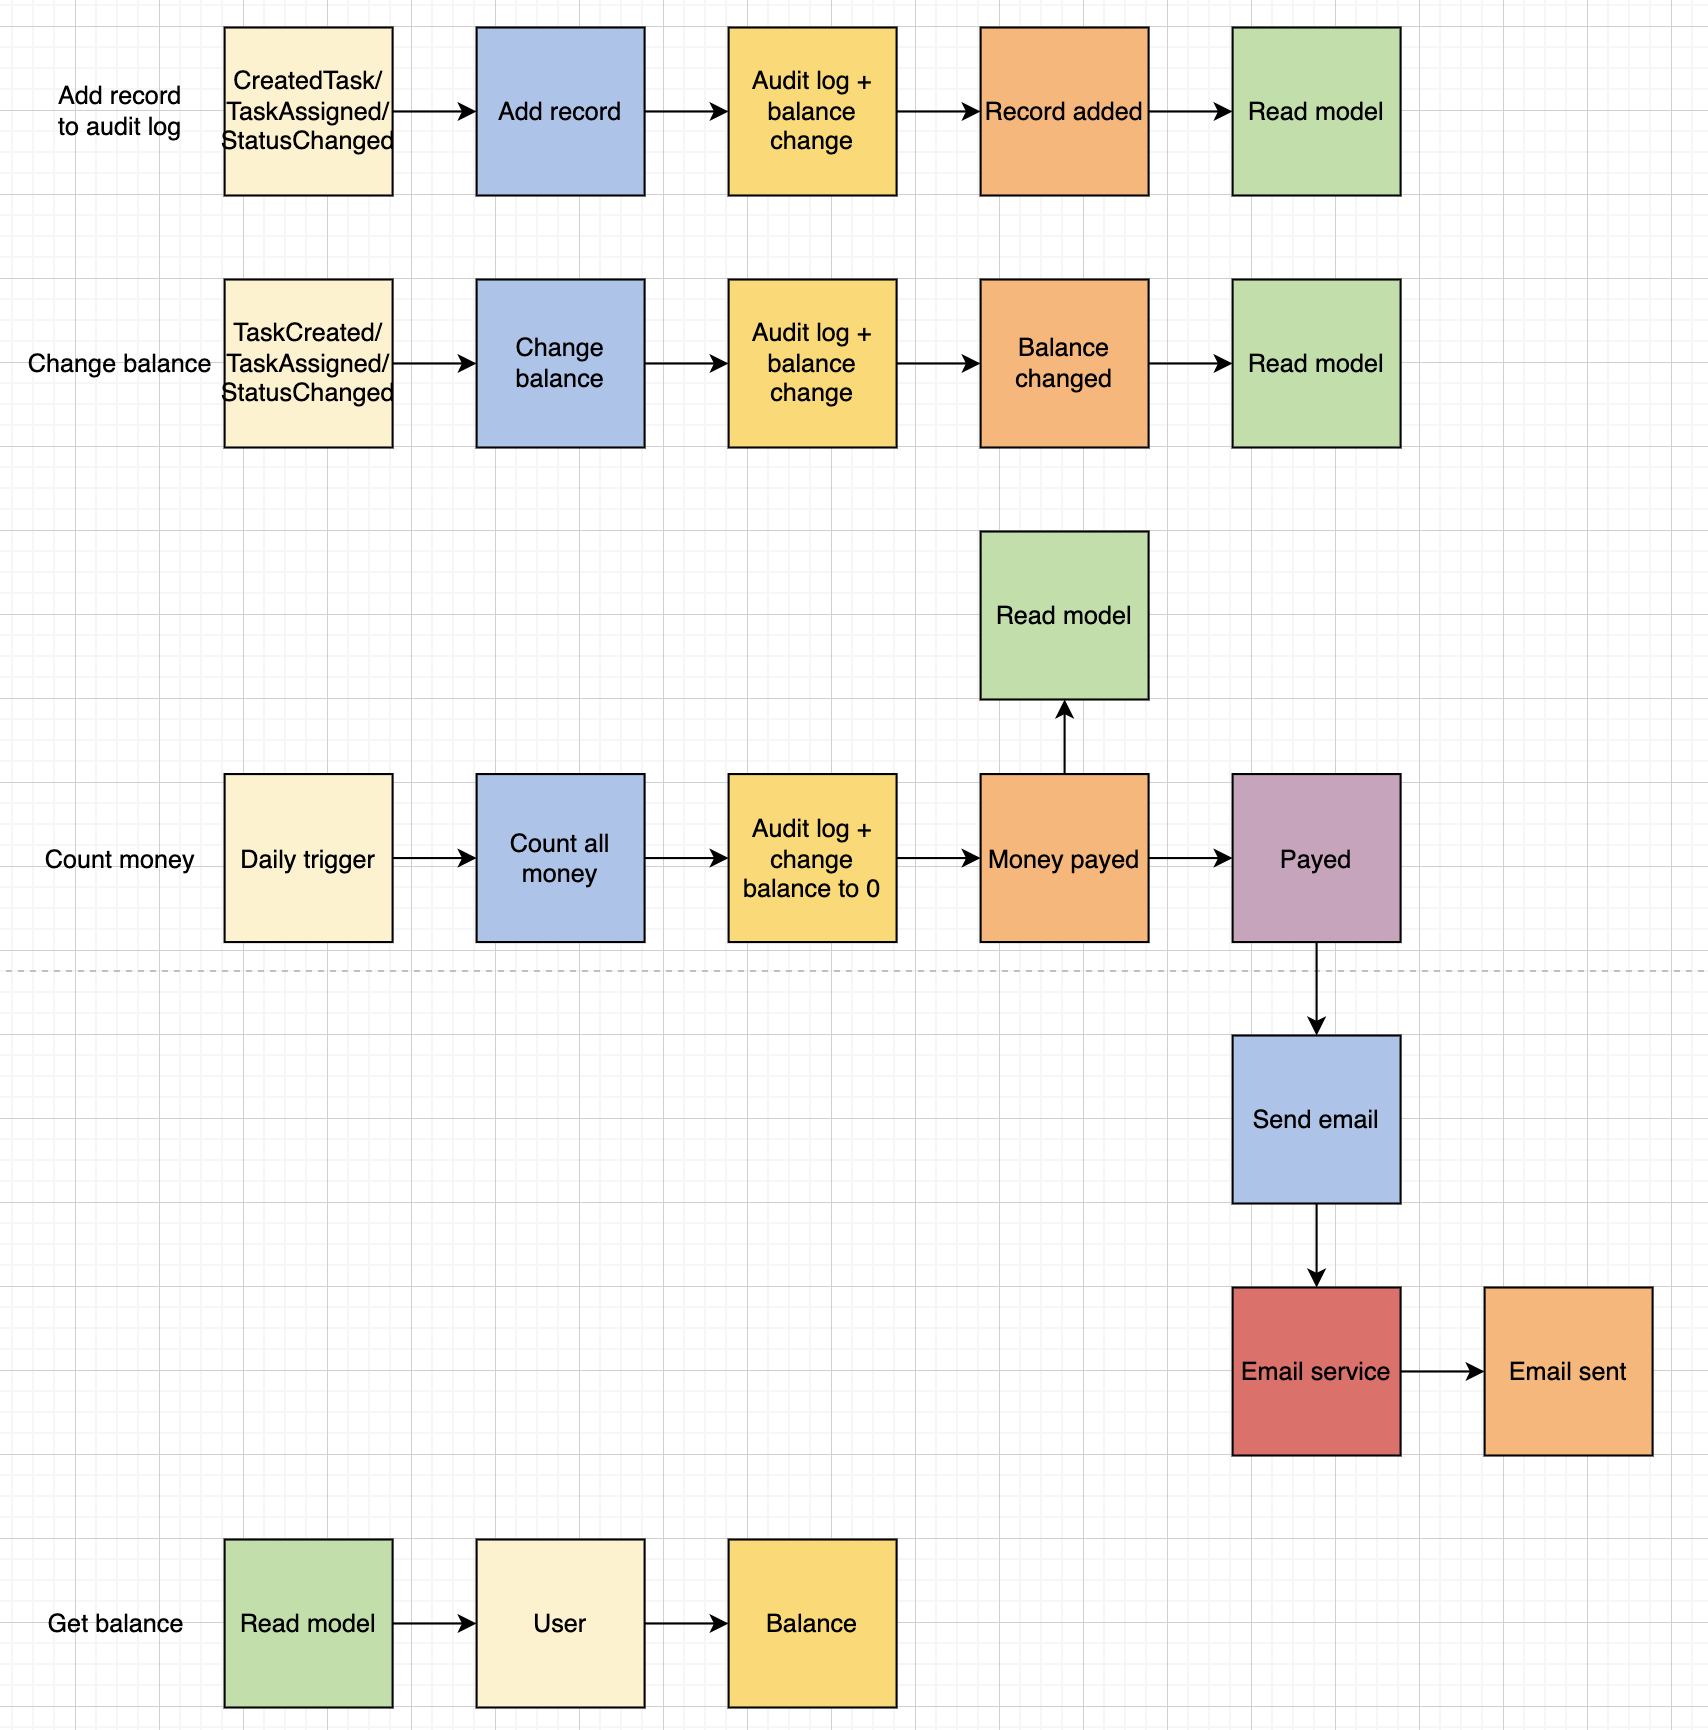 Add record
to audit log
CreatedTask/
TaskAssigned/
StatusChanged
Add record
Audit log +
balance
change
Record added
Read model
Change balance
TaskCreated/
TaskAssigned/
StatusChanged
Change
balance
Audit log +
balance
change
Balance
changed
Read model
Read model
Count money
Daily trigger
Count all
money
Audit log +
change
balance to 0
Money payed
Payed
Send email
Email service
Email sent
Get balance
Read model
User
Balance